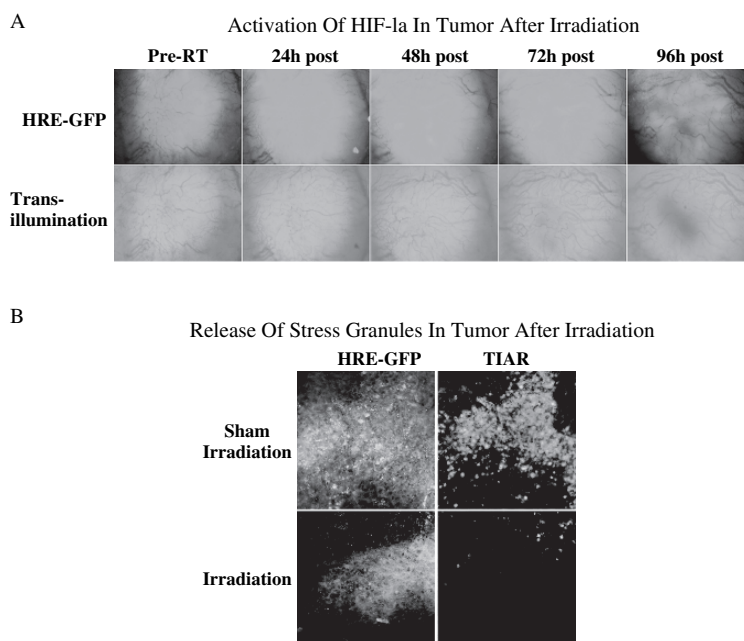 A
Activation Of HIF-la In Tumor After Irradiation
Pre-RT 24h post 48h post 72h post 96h post
HRE-GFP
Trans-
illumination
B
Release Of Stress Granules In Tumor After Irradiation
HRE-GFP TIAR
Sham
Irradiation
Irradiation